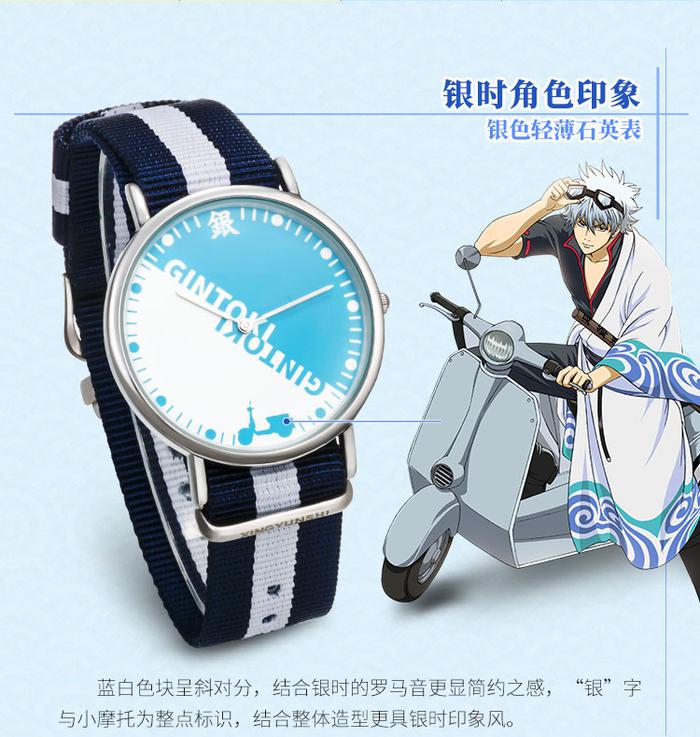 银时角色印象
银色轻薄石英表
銀
GINTOKI
GINTOKI
XINGYUNSHI
蓝白色块呈斜对分，结合银时的罗马音更显简约之感，“银”字
与小摩托为整点标识，结合整体造型更具银时印象风。